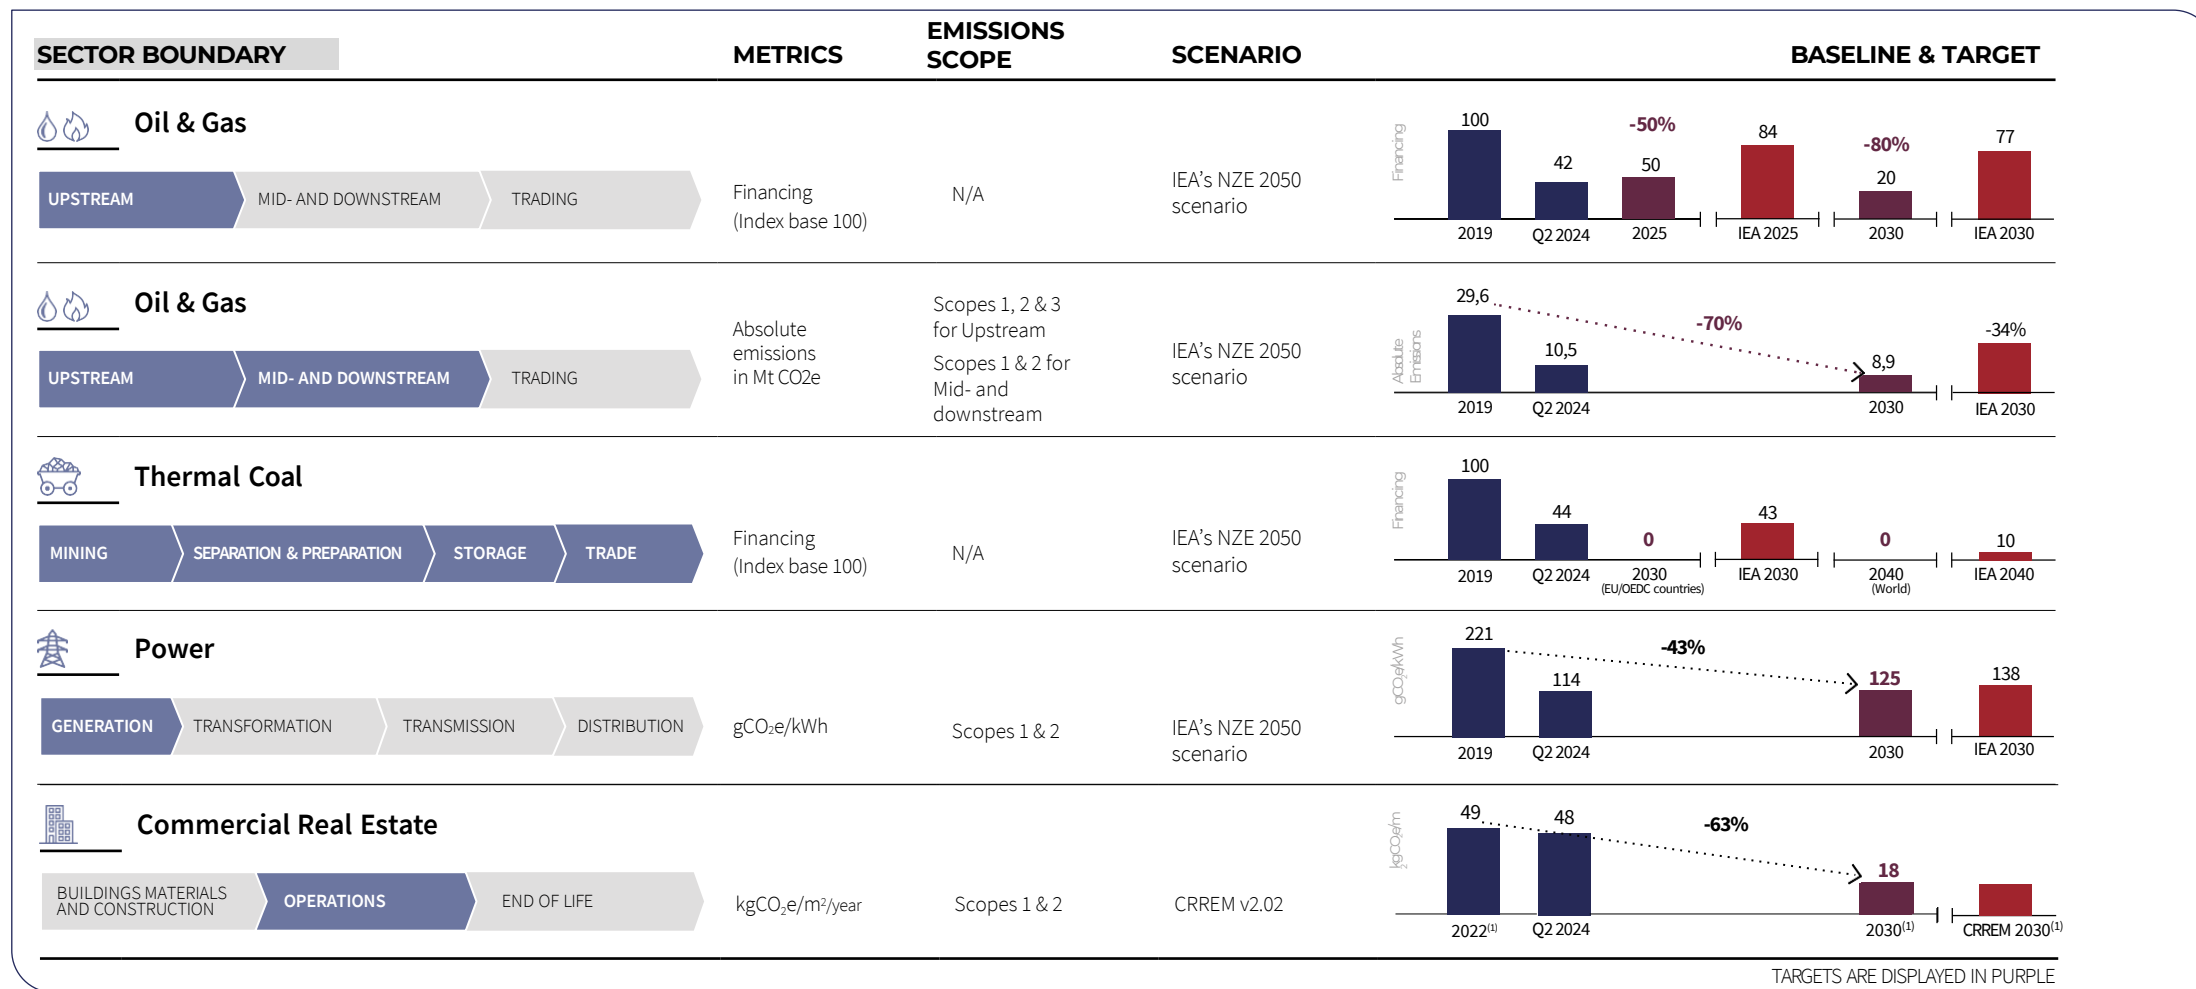 SECTOR BOUNDARY
METRICS
EMISSIONS
SCOPE
SCENARIO
BASELINE & TARGET
Oil & Gas
UPSTREAM
MID- AND DOWNSTREAM
TRADING
Financing
(Index base 100)
N/A
IEA's NZE 2050
scenario
Financing
100
42
-50%
50
84
-80%
20
77
2019
Q2 2024
2025
IEA 2025
2030
IEA 2030
Oil & Gas
UPSTREAM
MID- AND DOWNSTREAM
TRADING
Absolute
emissions
in Mt CO2e
Scopes 1, 2 & 3
for Upstream
Scopes 1 & 2 for
Mid- and
downstream
IEA's NZE 2050
scenario
Absolute
Emissions
29,6
10,5
-70%
8,9
-34%
2019
Q2 2024
2030
IEA 2030
Thermal Coal
MINING
SEPARATION & PREPARATION
STORAGE
TRADE
Financing
(Index base 100)
N/A
IEA's NZE 2050
scenario
Financing
100
44
0
43
0
10
2019
Q2 2024
2030
(EU/OEDC countries)
IEA 2030
2040
(World)
IEA 2040
Power
GENERATION
TRANSFORMATION
TRANSMISSION
DISTRIBUTION
gCO₂e/kWh
Scopes 1 & 2
IEA's NZE 2050
scenario
gCO₂e/kWh
221
114
-43%
125
138
2019
Q2 2024
2030
IEA 2030
Commercial Real Estate
BUILDINGS MATERIALS
AND CONSTRUCTION
OPERATIONS
END OF LIFE
kgCO₂e/m²/year
Scopes 1 & 2
CRREM v2.02
kgCO₂e/m
2
49
48
-63%
18
2022⁽¹⁾
Q2 2024
2030⁽¹⁾
CRREM 2030⁽¹⁾
TARGETS ARE DISPLAYED IN PURPLE